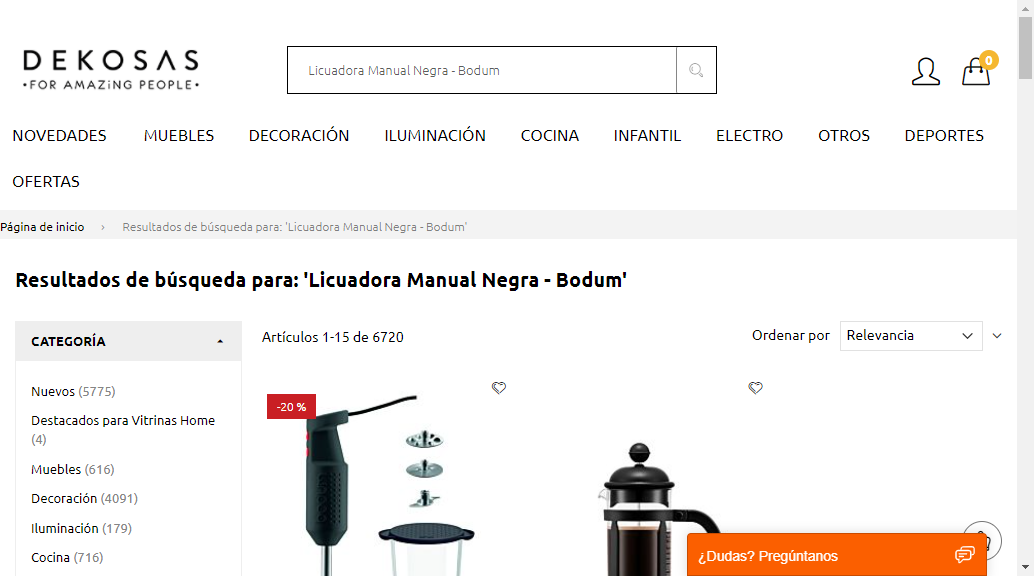 DEKOSAS
•FOR AMAZiNG PEOPLE•
Licuadora Manual Negra - Bodum
0
NOVEDADES MUEBLES DECORACIÓN ILUMINACIÓN COCINA INFANTIL ELECTRO OTROS DEPORTES
OFERTAS
Página de inicio › Resultados de búsqueda para: 'Licuadora Manual Negra - Bodum'
Resultados de búsqueda para: 'Licuadora Manual Negra - Bodum'
CATEGORÍA
Nuevos (5775)
Destacados para Vitrinas Home
(4)
Muebles (616)
Decoración (4091)
Iluminación (179)
Cocina (716)
Artículos 1-15 de 6720
Ordenar por Relevancia
-20 %
¿Dudas? Pregúntanos